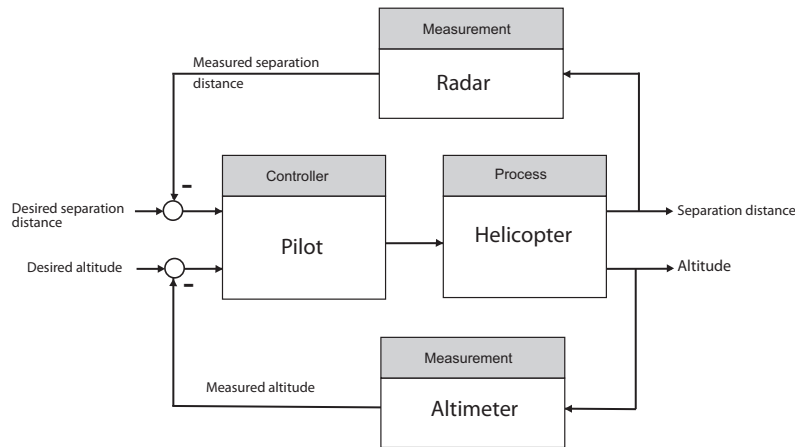 Measurement
Radar
Measured separation
distance
-
Controller
Pilot
Process
Helicopter
Desired separation
distance
Separation distance
Desired altitude
Altitude
-
Measurement
Altimeter
Measured altitude